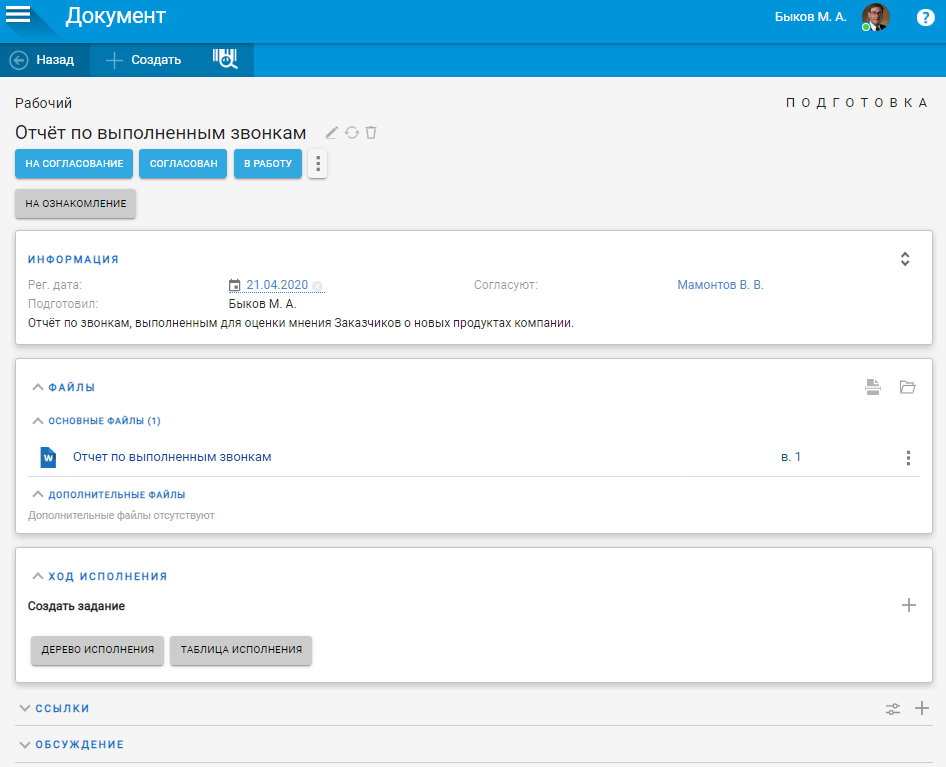 Документ
Быков М. А.
Назад
Создать
Рабочий
ПОДГОТОВКА
Отчёт по выполненным звонкам
НА СОГЛАСОВАНИЕ
СОГЛАСОВАН
В РАБОТУ
НА ОЗНАКОМЛЕНИЕ
ИНФОРМАЦИЯ
Рег. дата: 21.04.2020 Согласуют: Мамонтов В. В.
Подготовил: Быков М. А.
Отчёт по звонкам, выполненным для оценки мнения Заказчиков о новых продуктах компании.
ФАЙЛЫ
ОСНОВНЫЕ ФАЙЛЫ (1)
W Отчет по выполненным звонкам в. 1
ДОПОЛНИТЕЛЬНЫЕ ФАЙЛЫ
Дополнительные файлы отсутствуют
ХОД ИСПОЛНЕНИЯ
Создать задание
ДЕРЕВО ИСПОЛНЕНИЯ
ТАБЛИЦА ИСПОЛНЕНИЯ
ССЫЛКИ
ОБСУЖДЕНИЕ